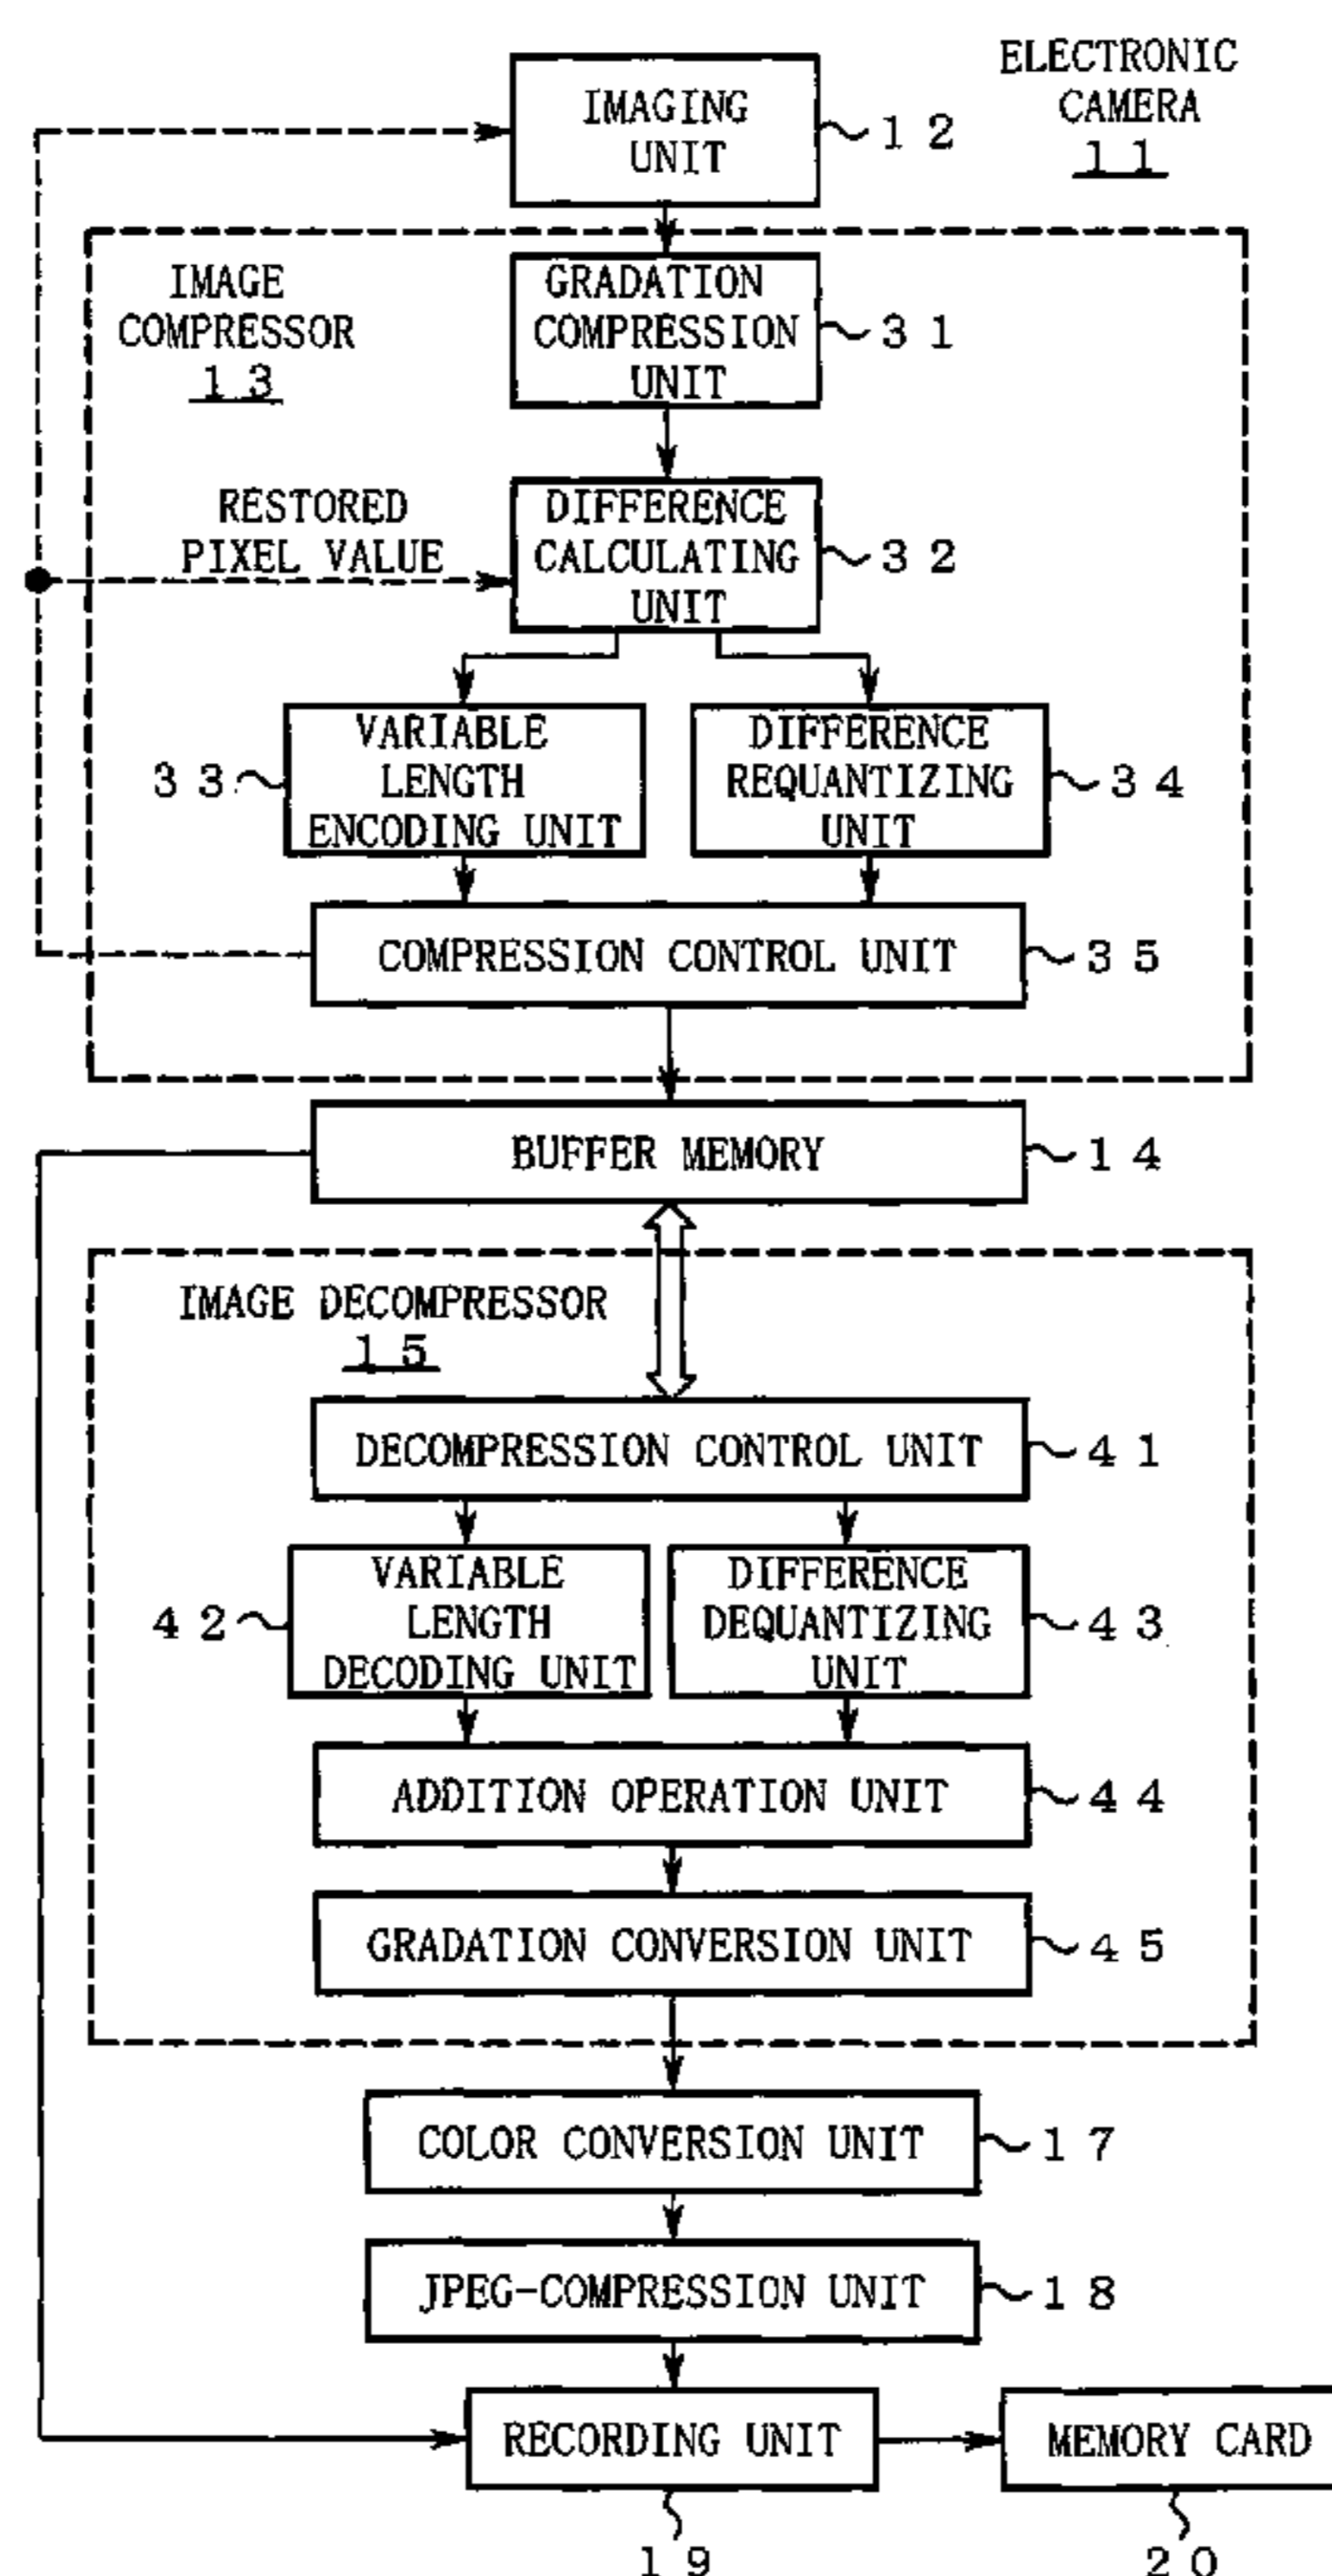 ELECTRONIC
CAMERA
11
IMAGING
UNIT
12
IMAGE
COMPRESSOR
13
GRADATION
COMPRESSION
UNIT
31
RESTORED
PIXEL VALUE
DIFFERENCE
CALCULATING
UNIT
32
33
VARIABLE
LENGTH
ENCODING UNIT
DIFFERENCE
REQUANTIZING
UNIT
34
COMPRESSION CONTROL UNIT
35
BUFFER MEMORY
14
IMAGE DECOMPRESSOR
15
DECOMPRESSION CONTROL UNIT
41
42
VARIABLE
LENGTH
DECODING UNIT
DIFFERENCE
DEQUANTIZING
UNIT
43
ADDITION OPERATION UNIT
44
GRADATION CONVERSION UNIT
45
COLOR CONVERSION UNIT
17
JPEG-COMPRESSION UNIT
18
RECORDING UNIT
MEMORY CARD
19
20